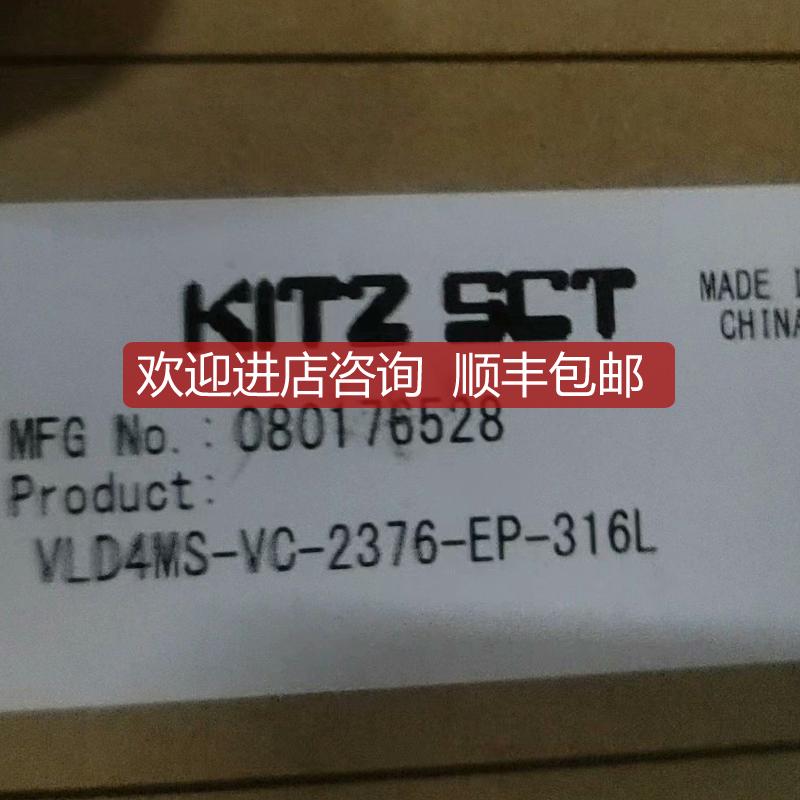 KITZ SCT
MADE I
CHINA
欢迎进店咨询 顺丰包邮
MFG No.: 080176528
Product:
VLD4MS-VC-2376-EP-316L